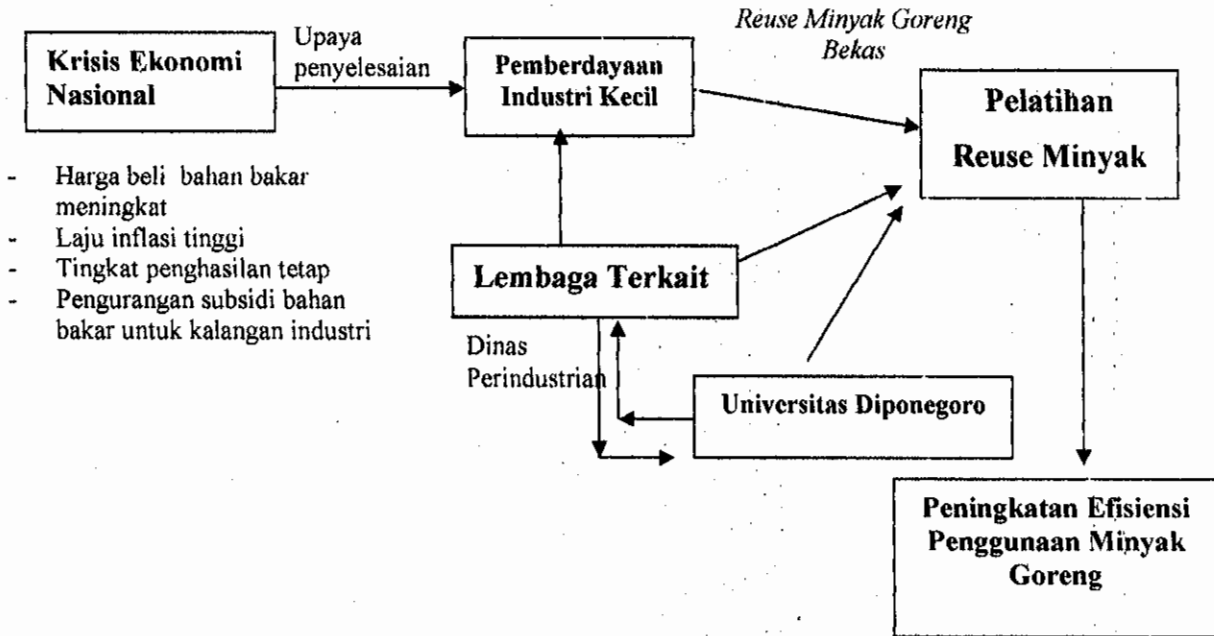 Reuse Minyak Goreng
Bekas
Krisis Ekonomi
Nasional
Upaya
penyelesaian
Pemberdayaan
Industri Kecil
Pelatihan
Reuse Minyak
- Harga beli bahan bakar
meningkat
- Laju inflasi tinggi
- Tingkat penghasilan tetap
- Pengurangan subsidi bahan
bakar untuk kalangan industri
Lembaga Terkait
Dinas
Perindustrian
Universitas Diponegoro
Peningkatan Efisiensi
Penggunaan Minyak
Goreng